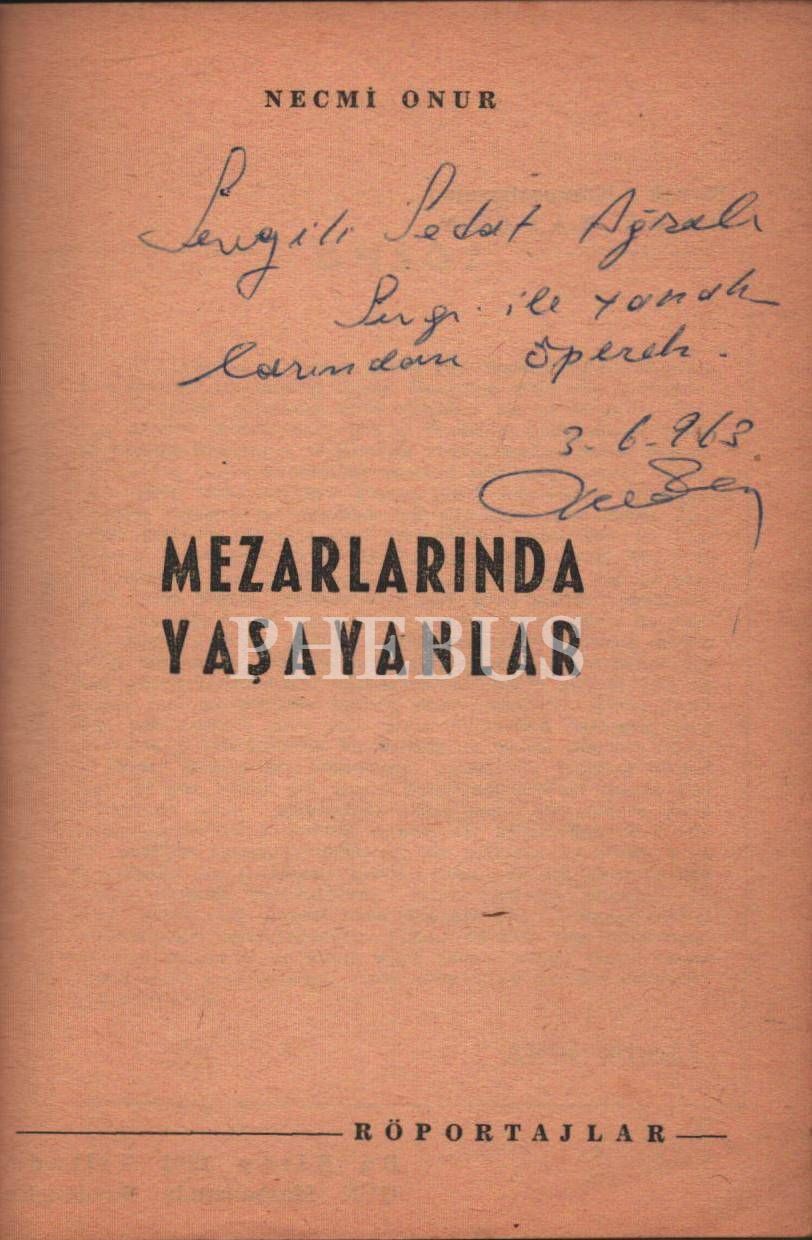 NECMİ ONUR
Sevgili Sedat Ağralı
Sevgi ile yanak
larından öperek.
3-6-963
MEZARLARINDA
YAŞAYANLAR
PHEBUS
RÖPORTAJLAR